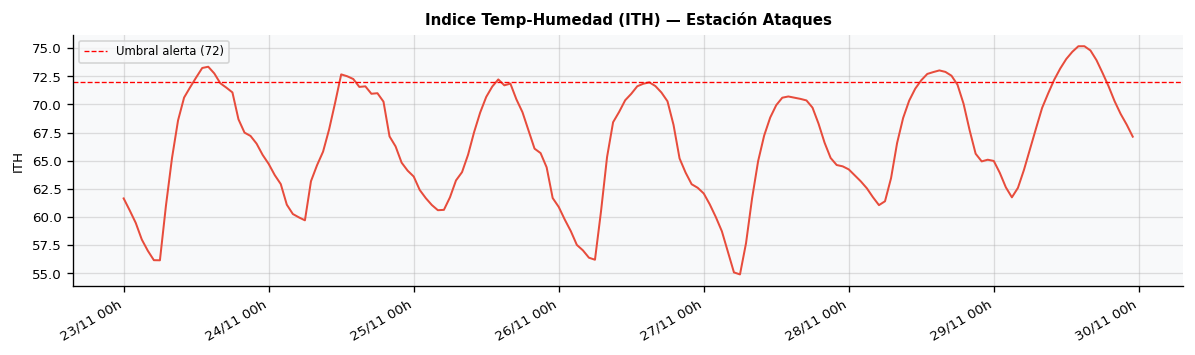 Indice Temp-Humedad (ITH) — Estación Ataques
Umbral alerta (72)
ITH
75.0
72.5
70.0
67.5
65.0
62.5
60.0
57.5
55.0
23/11 00h
24/11 00h
25/11 00h
26/11 00h
27/11 00h
28/11 00h
29/11 00h
30/11 00h